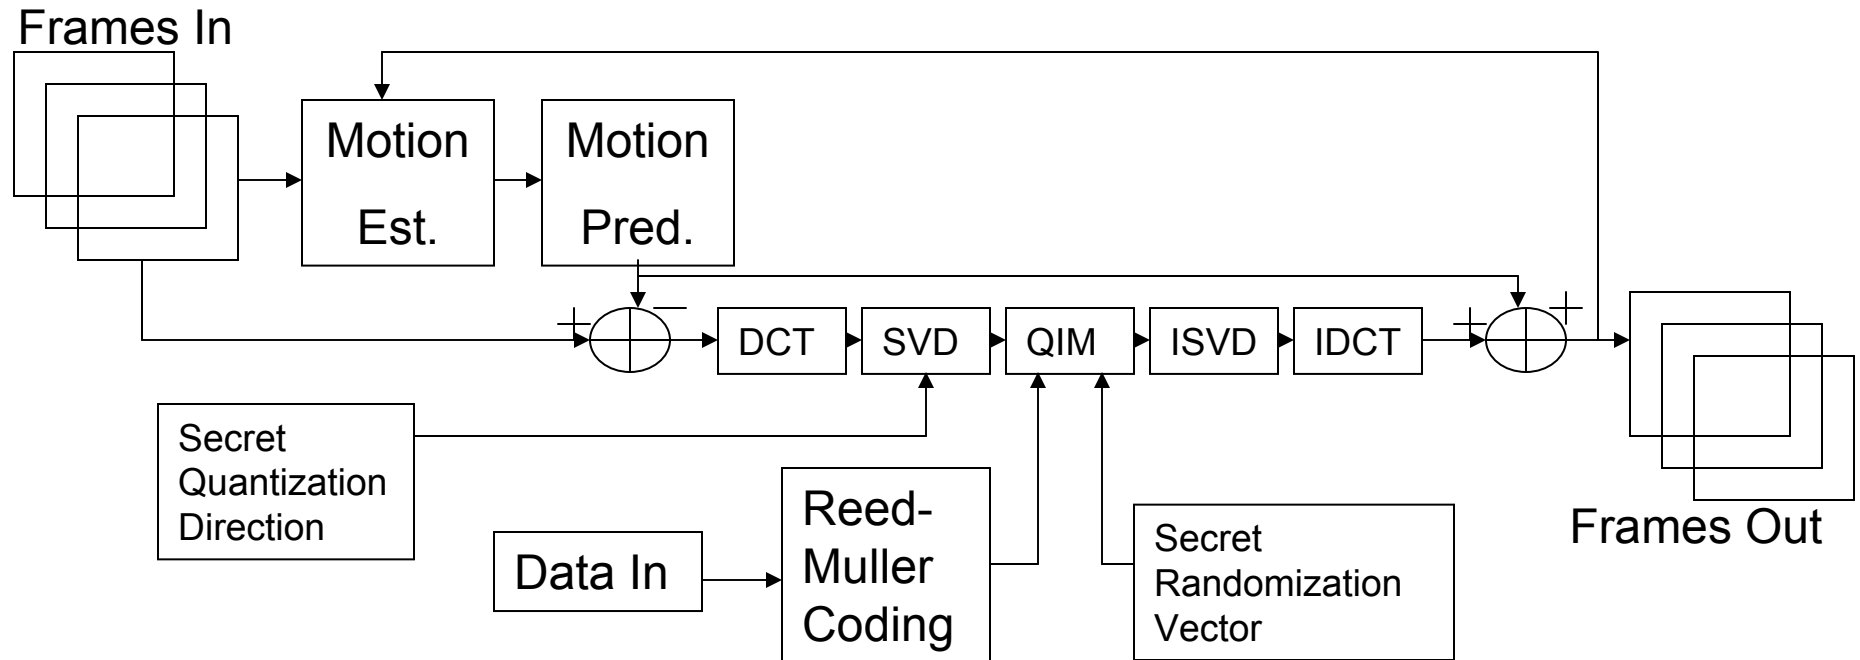 Frames In
Motion
Est.
Motion
Pred.
+
−
DCT
SVD
QIM
ISVD
IDCT
+
+
Secret
Quantization
Direction
Data In
Reed-
Muller
Coding
Secret
Randomization
Vector
Frames Out